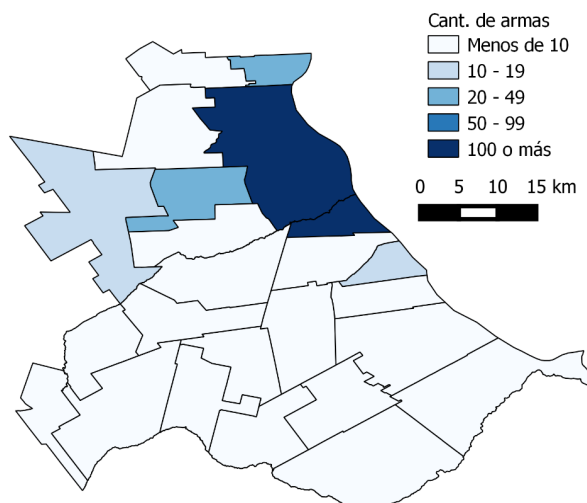 Cant. de armas
Menos de 10
10 - 19
20 - 49
50 - 99
100 o más
0 5 10 15 km